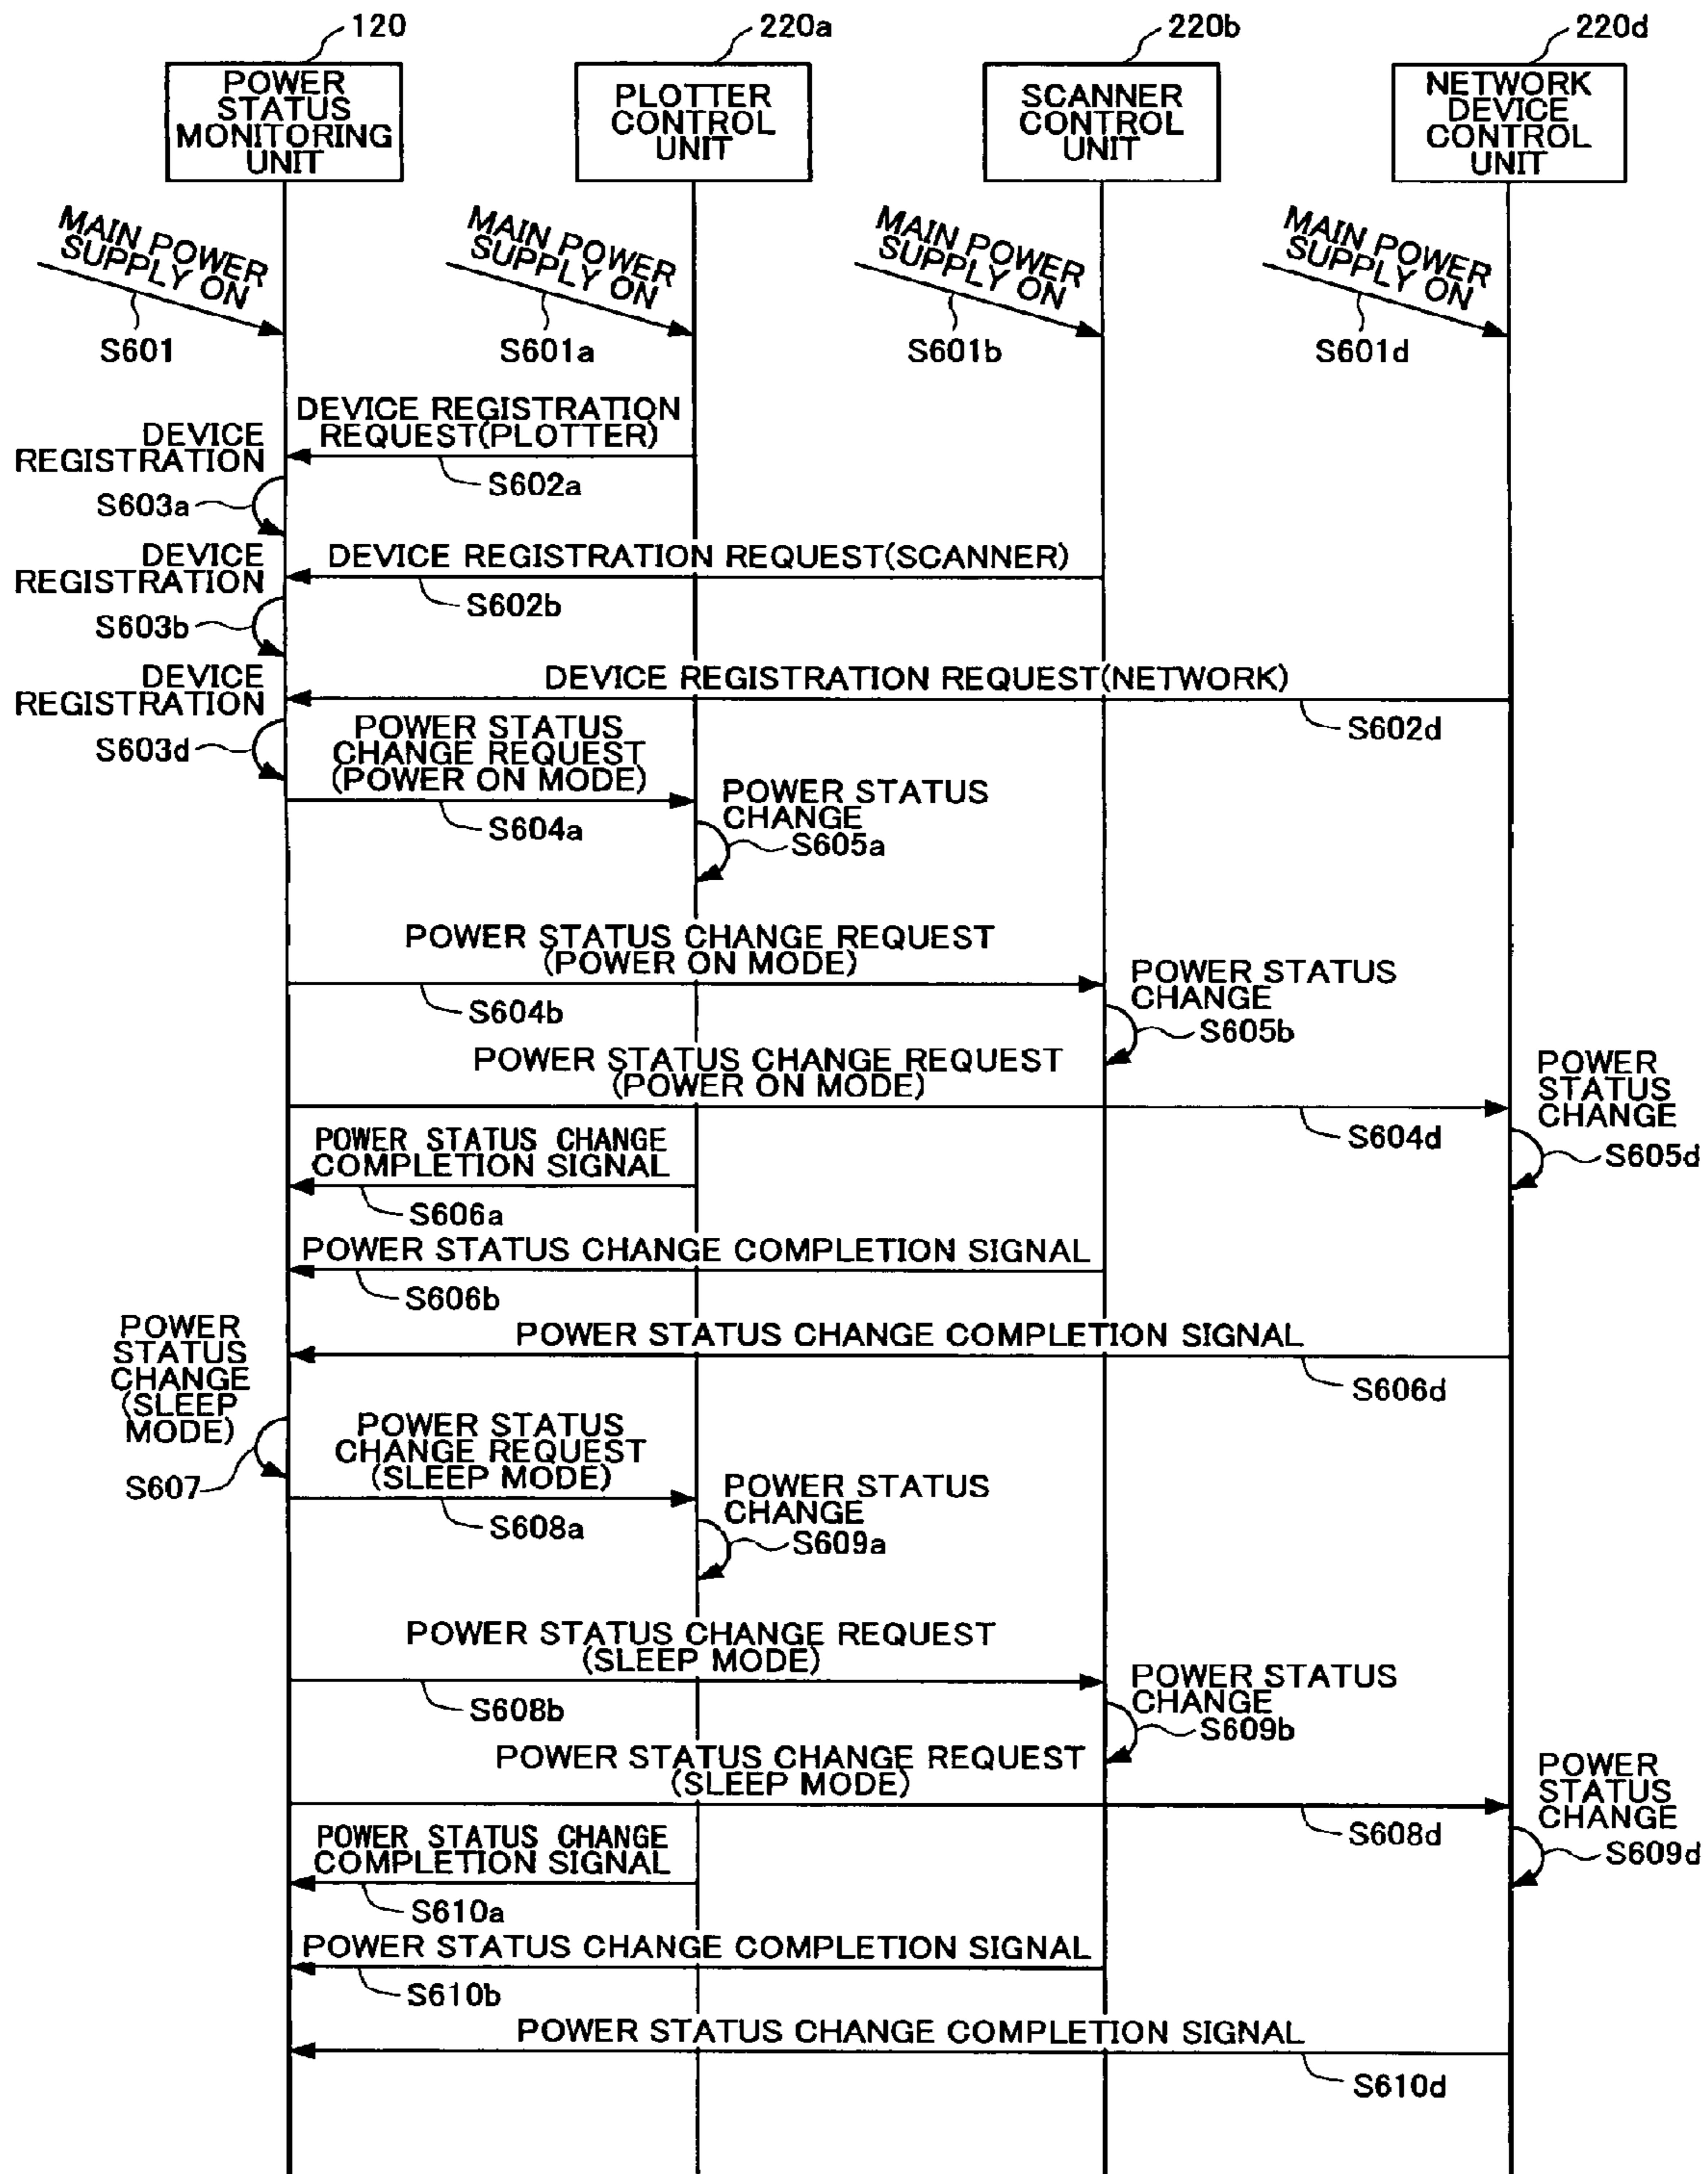 120
220a
220b
220d
POWER
STATUS
MONITORING
UNIT
PLOTTER
CONTROL
UNIT
SCANNER
CONTROL
UNIT
NETWORK
DEVICE
CONTROL
UNIT
MAIN POWER
SUPPLY ON
S601
MAIN POWER
SUPPLY ON
S601a
MAIN POWER
SUPPLY ON
S601b
MAIN POWER
SUPPLY ON
S601d
DEVICE REGISTRATION
REQUEST(PLOTTER)
S602a
DEVICE
REGISTRATION
S603a
DEVICE REGISTRATION REQUEST(SCANNER)
S602b
DEVICE
REGISTRATION
S603b
DEVICE REGISTRATION REQUEST(NETWORK)
S602d
DEVICE
REGISTRATION
S603d
POWER STATUS
CHANGE REQUEST
(POWER ON MODE)
S604a
POWER STATUS
CHANGE
S605a
POWER STATUS CHANGE REQUEST
(POWER ON MODE)
S604b
POWER STATUS
CHANGE
S605b
POWER STATUS CHANGE REQUEST
(POWER ON MODE)
S604d
POWER
STATUS
CHANGE
S605d
POWER STATUS CHANGE
COMPLETION SIGNAL
S606a
POWER STATUS CHANGE COMPLETION SIGNAL
S606b
POWER STATUS CHANGE COMPLETION SIGNAL
S606d
POWER
STATUS
CHANGE
(SLEEP
MODE)
S607
POWER STATUS
CHANGE REQUEST
(SLEEP MODE)
S608a
POWER STATUS
CHANGE
S609a
POWER STATUS CHANGE REQUEST
(SLEEP MODE)
S608b
POWER STATUS
CHANGE
S609b
POWER STATUS CHANGE REQUEST
(SLEEP MODE)
S608d
POWER
STATUS
CHANGE
S609d
POWER STATUS CHANGE
COMPLETION SIGNAL
S610a
POWER STATUS CHANGE COMPLETION SIGNAL
S610b
POWER STATUS CHANGE COMPLETION SIGNAL
S610d